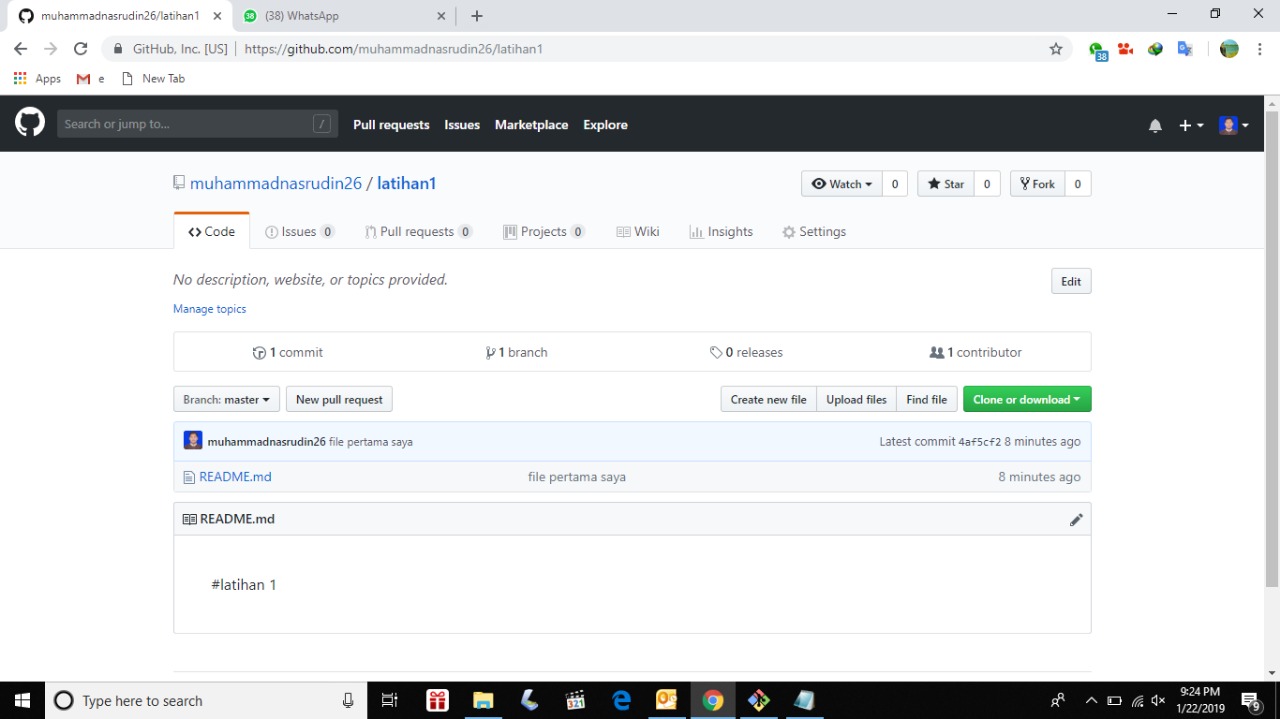 muhammadnasrudin26/latihan1
38 (38) WhatsApp
GitHub, Inc. [US] https://github.com/muhammadnasrudin26/latihan1
38
Apps e New Tab
Search or jump to... / Pull requests Issues Marketplace Explore
muhammadnasrudin26 / latihan1
Watch 0 Star 0 Fork 0
Code Issues 0 Pull requests 0 Projects 0 Wiki Insights Settings
No description, website, or topics provided. Edit
Manage topics
1 commit 1 branch 0 releases 1 contributor
Branch: master New pull request Create new file Upload files Find file Clone or download
muhammadnasrudin26 file pertama saya Latest commit 4af5cf2 8 minutes ago
README.md file pertama saya 8 minutes ago
README.md
#latihan 1
Type here to search 321 9:24 PM
1/22/2019 9